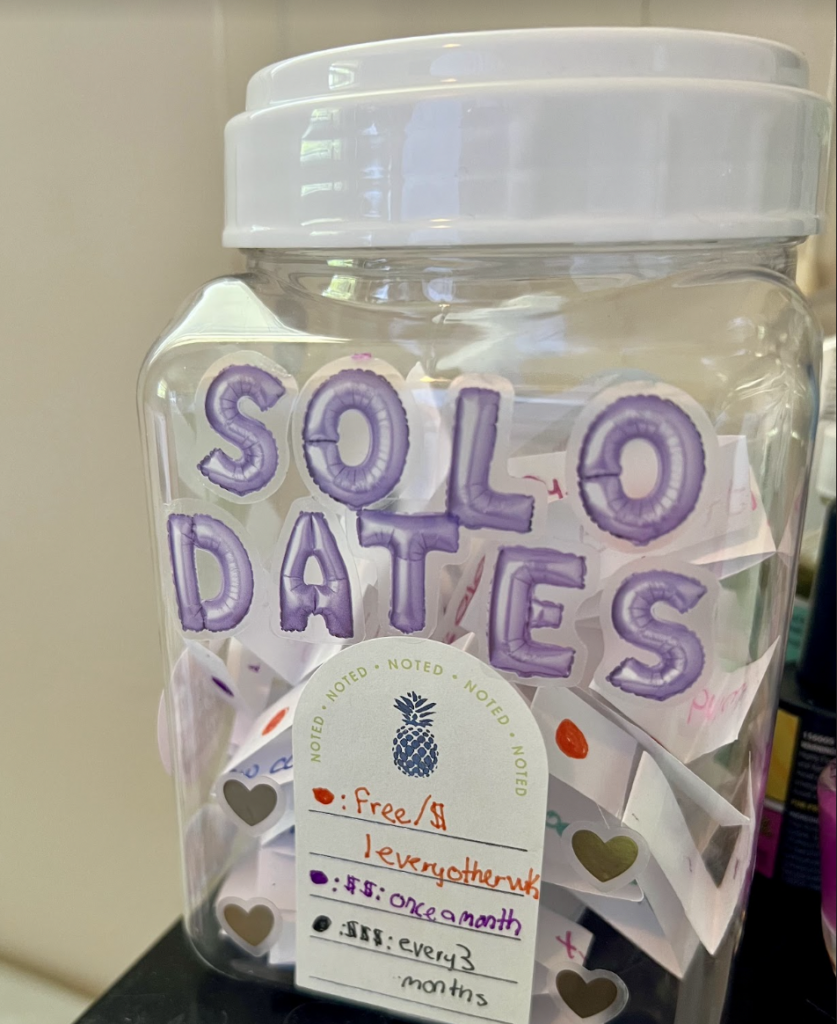 SOLO
DATES
NOTED • NOTED • NOTED • NOTED • NOTED
: Free/$
1 every other wk
: $$: once a month
: $$$: every 3
months